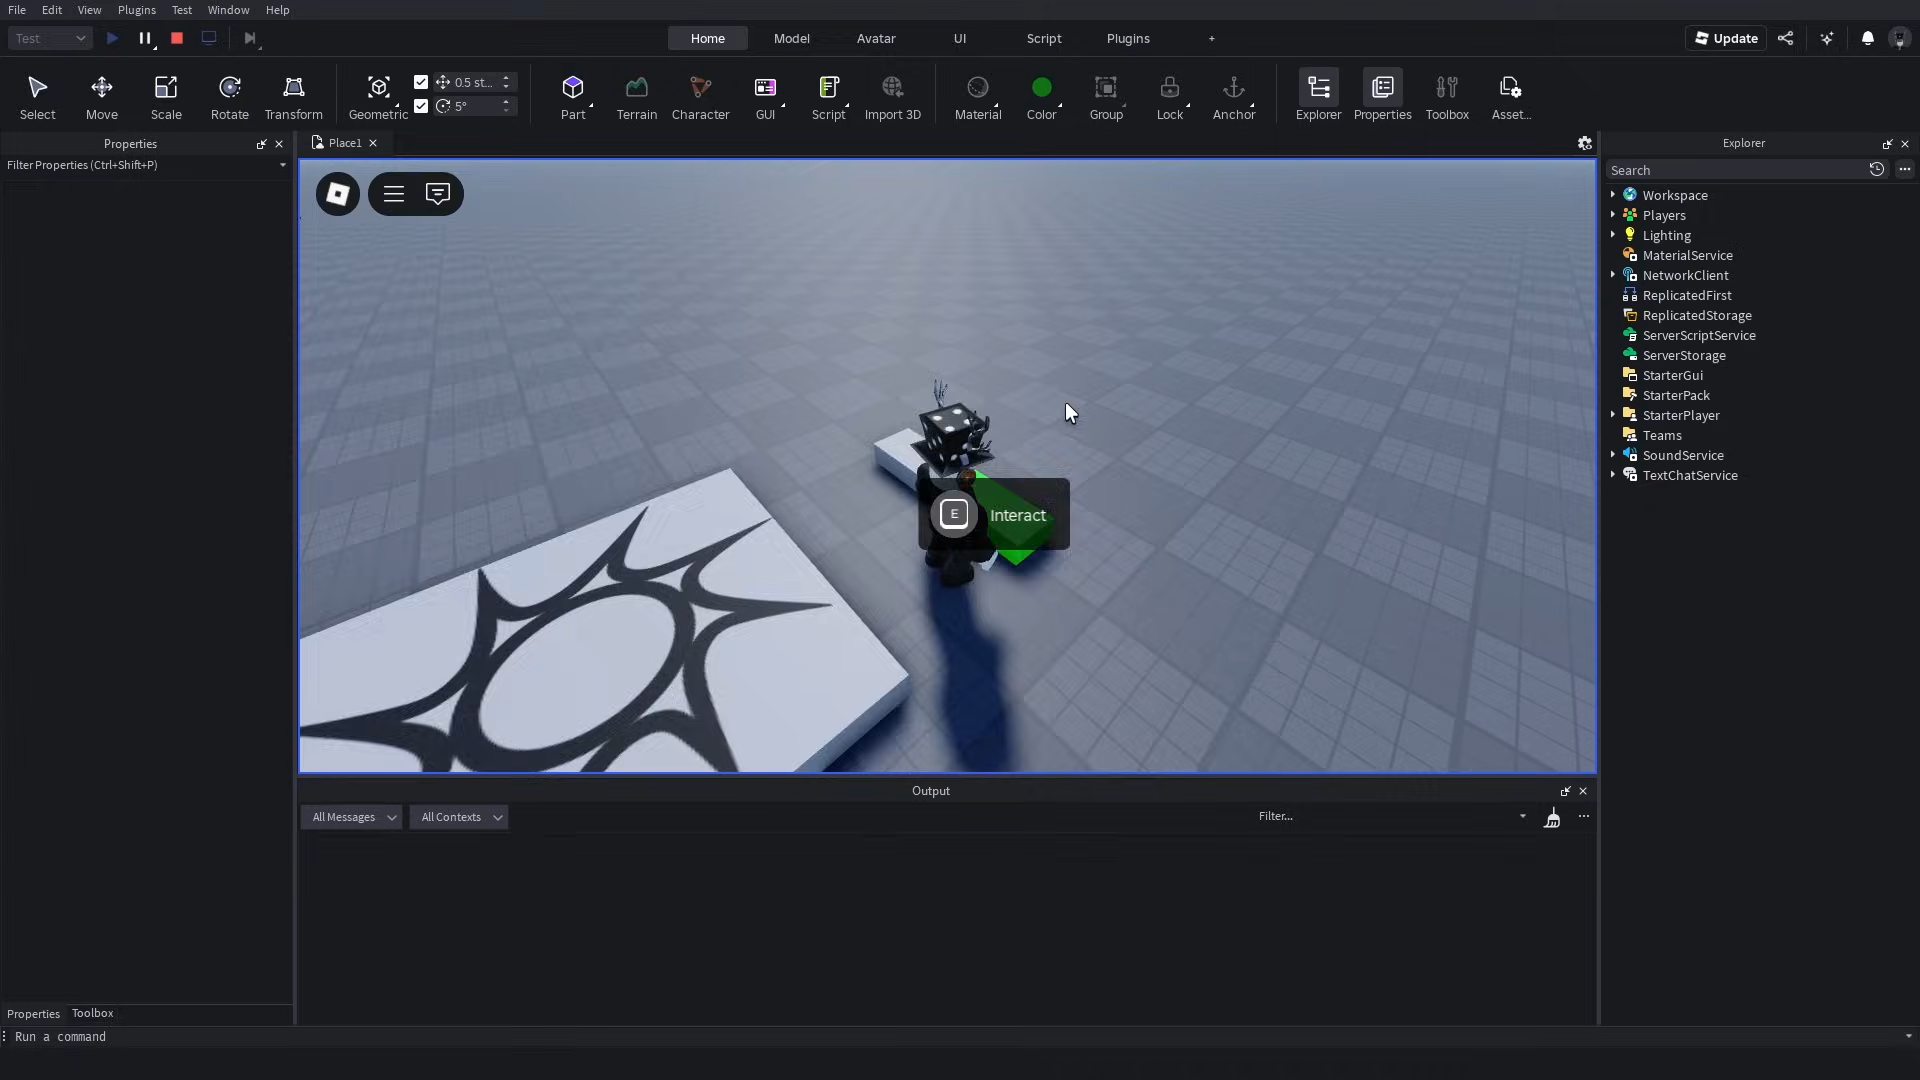 File Edit View Plugins Test Window Help
Test Home Model Avatar UI Script Plugins + Update
0.5 st...
5°
Select Move Scale Rotate Transform Geometric Part Terrain Character GUI Script Import 3D Material Color Group Lock Anchor Explorer Properties Toolbox Asset...
Properties
Filter Properties (Ctrl+Shift+P)
Place1
E Interact
Output
All Messages All Contexts Filter...
Explorer
Search
Workspace
Players
Lighting
MaterialService
NetworkClient
ReplicatedFirst
ReplicatedStorage
ServerScriptService
ServerStorage
StarterGui
StarterPack
StarterPlayer
Teams
SoundService
TextChatService
Properties Toolbox
Run a command